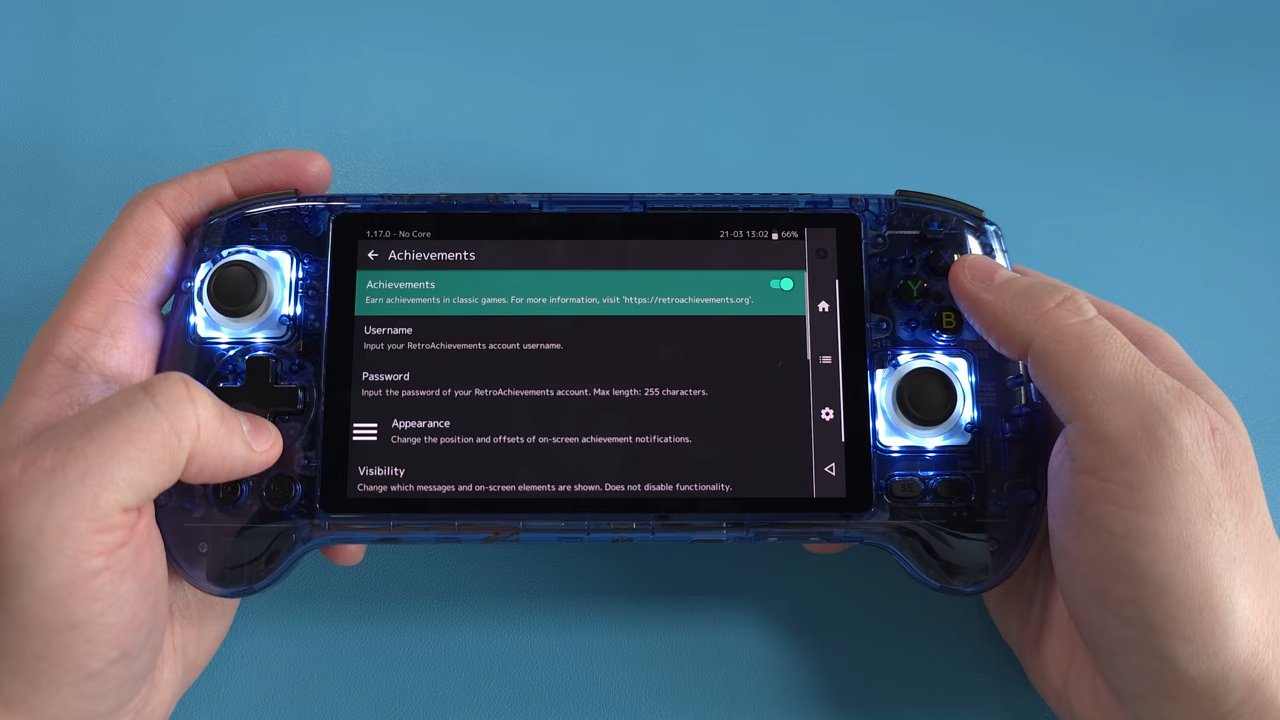 1.17.0 - No Core
21-03 13:02 66%
Achievements
Achievements
Earn achievements in classic games. For more information, visit 'https://retroachievements.org'.
Username
Input your RetroAchievements account username.
Password
Input the password of your RetroAchievements account. Max length: 255 characters.
Appearance
Change the position and offsets of on-screen achievement notifications.
Visibility
Change which messages and on-screen elements are shown. Does not disable functionality.
X
Y
B
SE